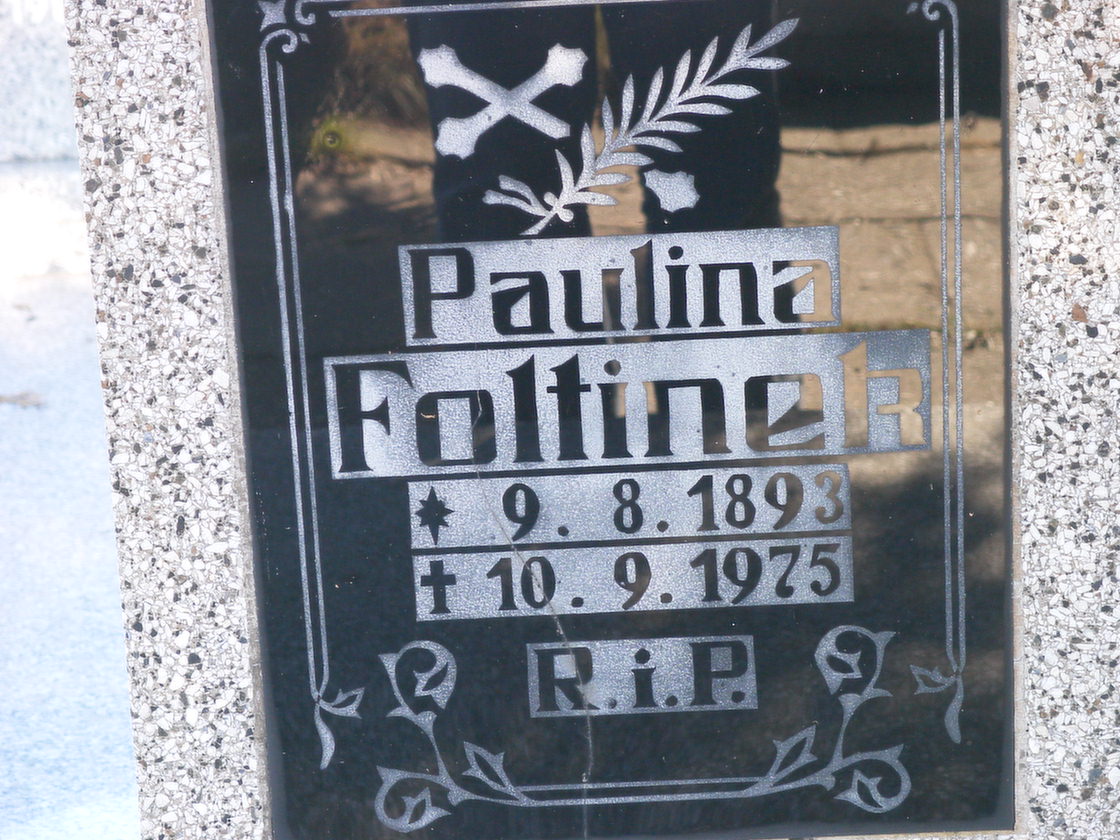 Paulina
Foltinek
* 9. 8. 1893
† 10. 9. 1975
R.i.P.